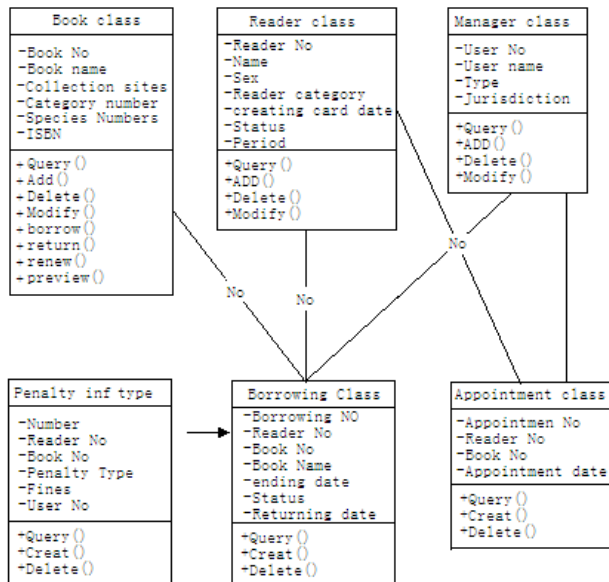 Book class
-Book No
-Book name
-Collection sites
-Category number
-Species Numbers
-ISBN
+Query()
+Add()
+Delete()
+Modify()
+borrow()
+return()
+renew()
+preview()
Reader class
-Reader No
-Name
-Sex
-Reader category
-creating card date
-Status
-Period
+Query()
+ADD()
+Delete()
+Modify()
Manager class
-User No
-User name
-Type
-Jurisdiction
+Query()
+ADD()
+Delete()
+Modify()
No
No
No
Penalty inf type
-Number
-Reader No
-Book No
-Penalty Type
-Fines
-User No
+Query()
+Creat()
+Delete()
Borrowing Class
-Borrowing NO
-Reader No
-Book No
-Book Name
-ending date
-Status
-Returning date
+Query()
+Creat()
+Delete()
Appointment class
-Appointmen No
-Reader No
-Book No
-Appointment date
+Query()
+Creat()
+Delete()